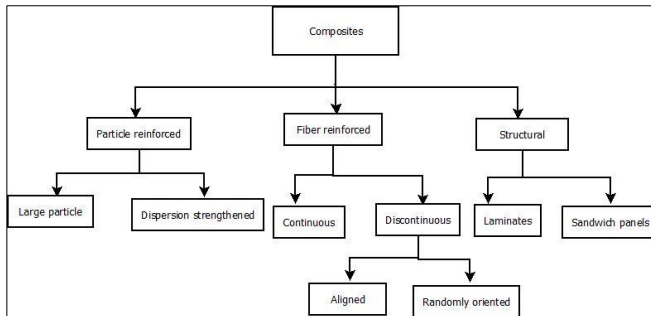 Composites
Particle reinforced
Fiber reinforced
Structural
Large particle
Dispersion strengthened
Continuous
Discontinuous
Laminates
Sandwich panels
Aligned
Randomly oriented